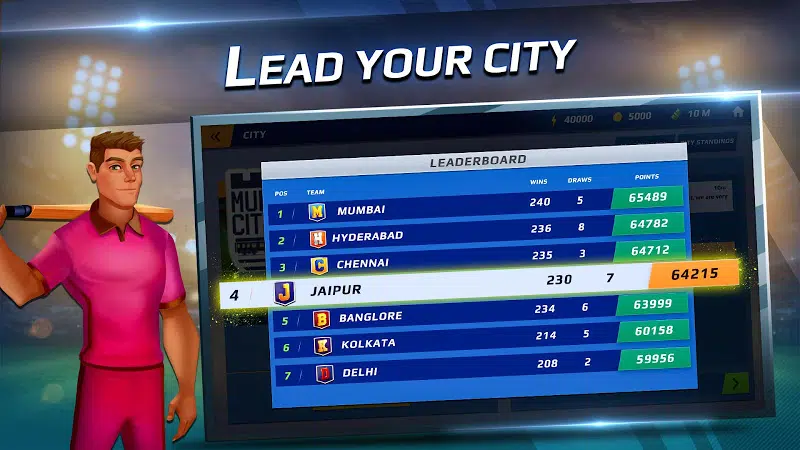 LEAD YOUR CITY
CITY
40000 5000 10 M
LEADERBOARD
POS TEAM WINS DRAWS POINTS
1 M MUMBAI 240 5 65489
2 H HYDERABAD 236 8 64782
3 C CHENNAI 235 3 64712
4 J JAIPUR 230 7 64215
5 B BANGLORE 234 6 63999
6 K KOLKATA 214 5 60158
7 D DELHI 208 2 59956
STANDINGS